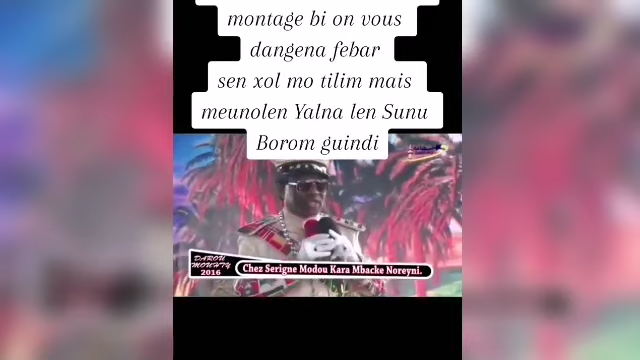 montage bi on vous
dangena febar
sen xol mo tilim mais
meunolen Yalna len Sunu
Borom guindi
DAROU
MOUHTY
2016
Chez Serigne Modou Kara Mbacke Noreyni.